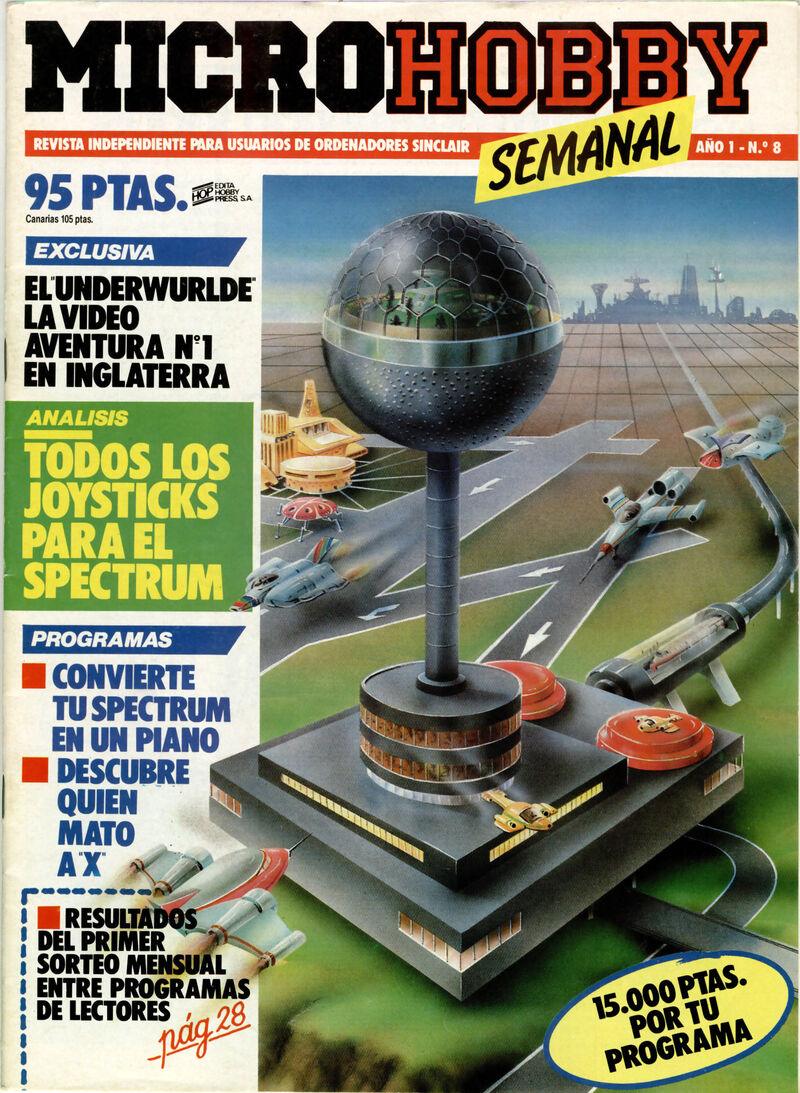 MICROHOBBY
SEMANAL
REVISTA INDEPENDIENTE PARA USUARIOS DE ORDENADORES SINCLAIR
AÑO 1 - N.º 8
95 PTAS.
Canarias 105 ptas.
HOP
EDITA
HOBBY
PRESS, S.A.
EXCLUSIVA
EL "UNDERWURLDE"
LA VIDEO
AVENTURA Nº1
EN INGLATERRA
ANALISIS
TODOS LOS
JOYSTICKS
PARA EL
SPECTRUM
PROGRAMAS
CONVIERTE
TU SPECTRUM
EN UN PIANO
DESCUBRE
QUIEN
MATO
A "X"
RESULTADOS
DEL PRIMER
SORTEO MENSUAL
ENTRE PROGRAMAS
DE LECTORES
pág 28
15.000 PTAS.
POR TU
PROGRAMA